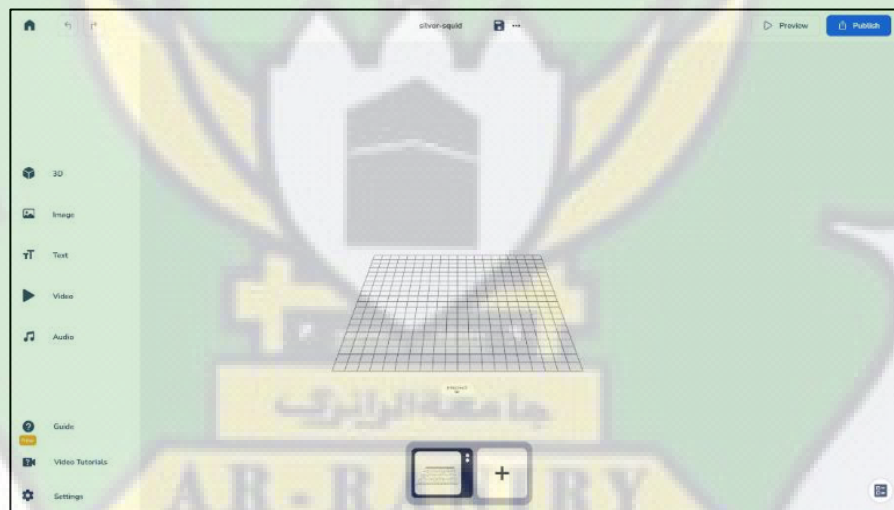 silver-squid
Preview
Publish
3D
Image
Text
Video
Audio
Guide
Video Tutorials
Settings
جامعة الرانري
AR-RANIRY